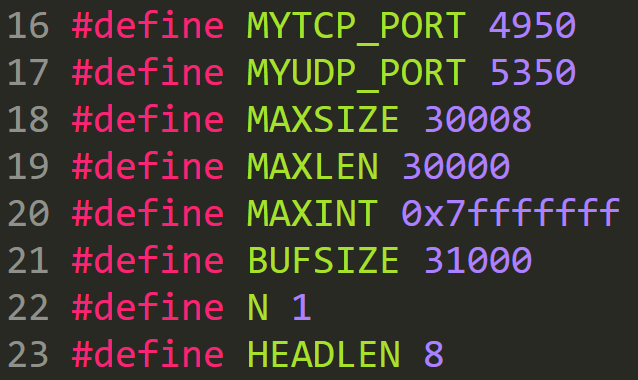 16 #define MYTCP_PORT 4950
17 #define MYUDP_PORT 5350
18 #define MAXSIZE 30008
19 #define MAXLEN 30000
20 #define MAXINT 0x7fffffff
21 #define BUFSIZE 31000
22 #define N 1
23 #define HEADLEN 8